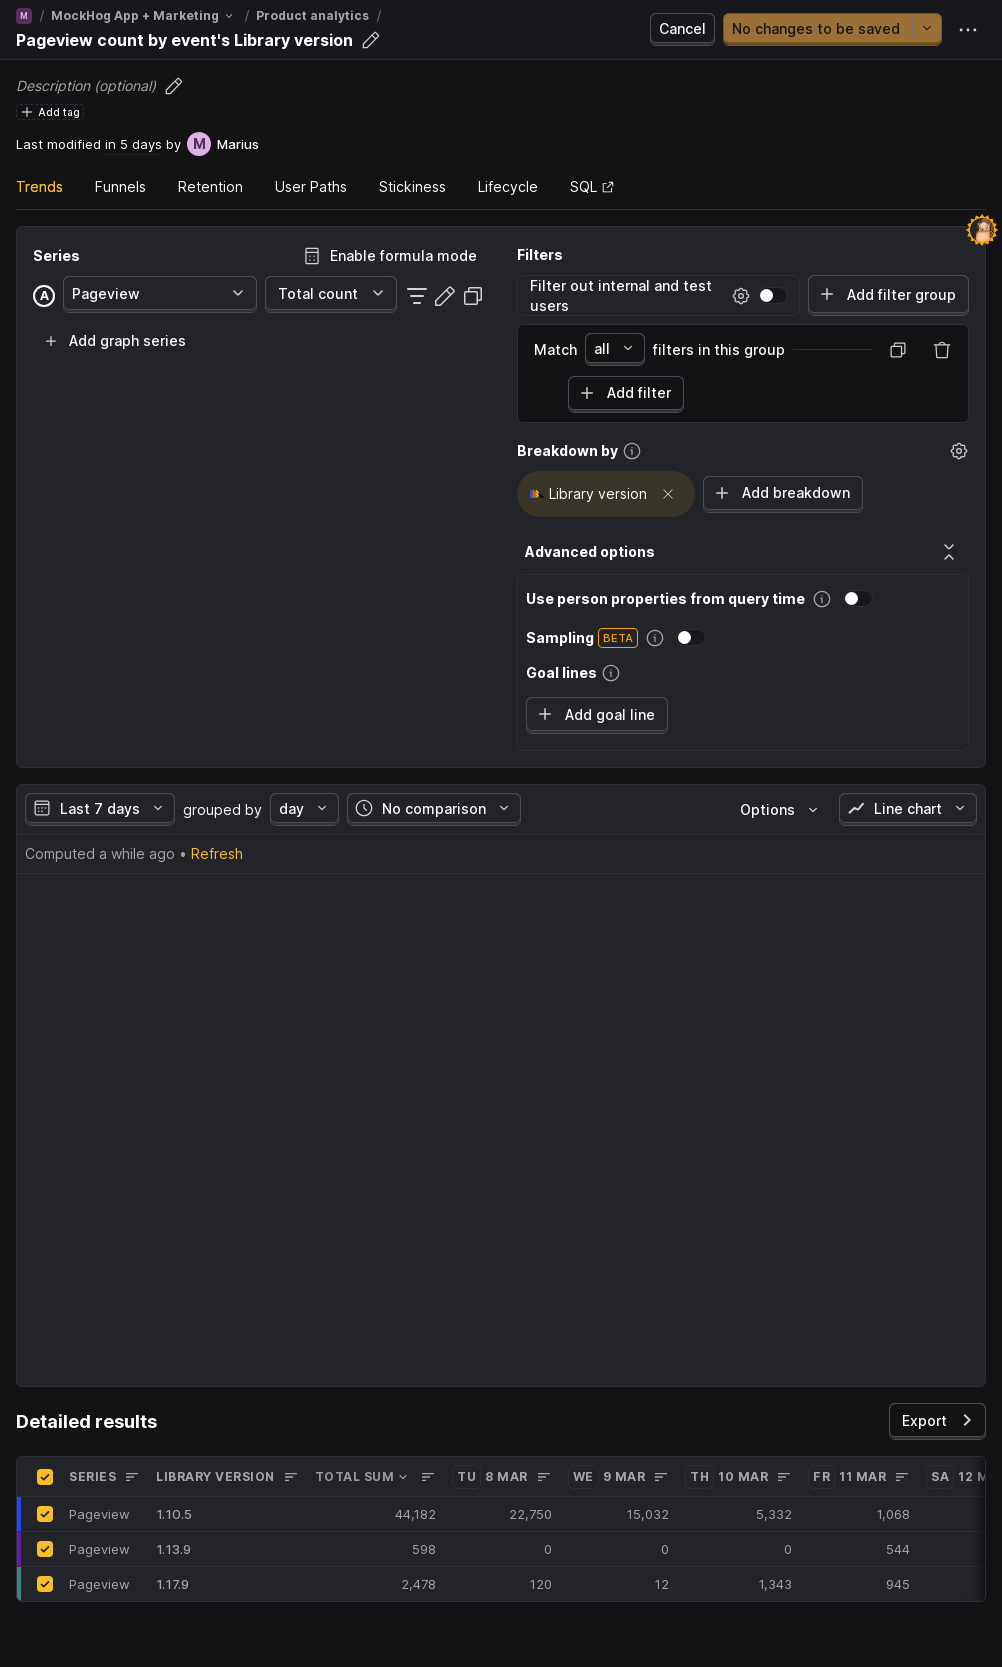 M / MockHog App + Marketing / Product analytics /
Pageview count by event's Library version
Cancel
No changes to be saved
Description (optional)
Add tag
Last modified in 5 days by M Marius
Trends Funnels Retention User Paths Stickiness Lifecycle SQL
Series
Enable formula mode
A Pageview Total count
Add graph series
Filters
Filter out internal and test
users
Add filter group
Match all filters in this group
Add filter
Breakdown by
Library version
Add breakdown
Advanced options
Use person properties from query time
Sampling BETA
Goal lines
Add goal line
Last 7 days grouped by day No comparison Options Line chart
Computed a while ago • Refresh
Detailed results
Export
SERIES LIBRARY VERSION TOTAL SUM TU 8 MAR WE 9 MAR TH 10 MAR FR 11 MAR SA 12 M
Pageview 1.10.5 44,182 22,750 15,032 5,332 1,068
Pageview 1.13.9 598 0 0 0 544
Pageview 1.17.9 2,478 120 12 1,343 945